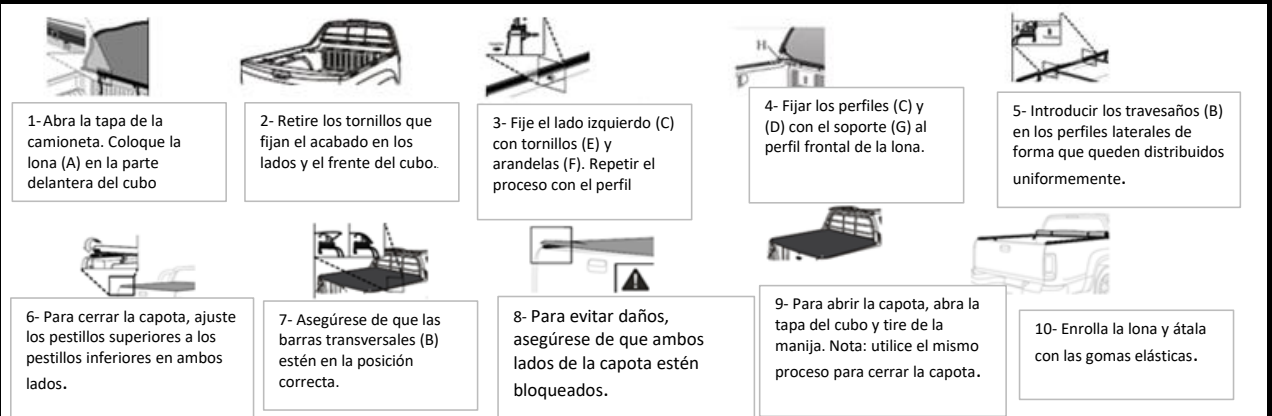 H
1- Abra la tapa de la
camioneta. Coloque la
lona (A) en la parte
delantera del cubo
2- Retire los tornillos que
fijan el acabado en los
lados y el frente del cubo..
3- Fije el lado izquierdo (C)
con tornillos (E) y
arandelas (F). Repetir el
proceso con el perfil
4- Fijar los perfiles (C) y
(D) con el soporte (G) al
perfil frontal de la lona.
5- Introducir los travesaños (B)
en los perfiles laterales de
forma que queden distribuidos
uniformemente.
6- Para cerrar la capota, ajuste
los pestillos superiores a los
pestillos inferiores en ambos
lados.
7- Asegúrese de que las
barras transversales (B)
estén en la posición
correcta.
8- Para evitar daños,
asegúrese de que ambos
lados de la capota estén
bloqueados.
9- Para abrir la capota, abra la
tapa del cubo y tire de la
manija. Nota: utilice el mismo
proceso para cerrar la capota.
10- Enrolla la lona y átala
con las gomas elásticas.